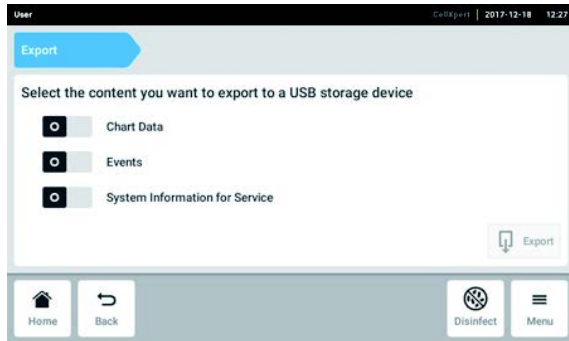 User CellXpert | 2017-12-18 12:27
Export
Select the content you want to export to a USB storage device
Chart Data
Events
System Information for Service
Export
Home Back Disinfect Menu